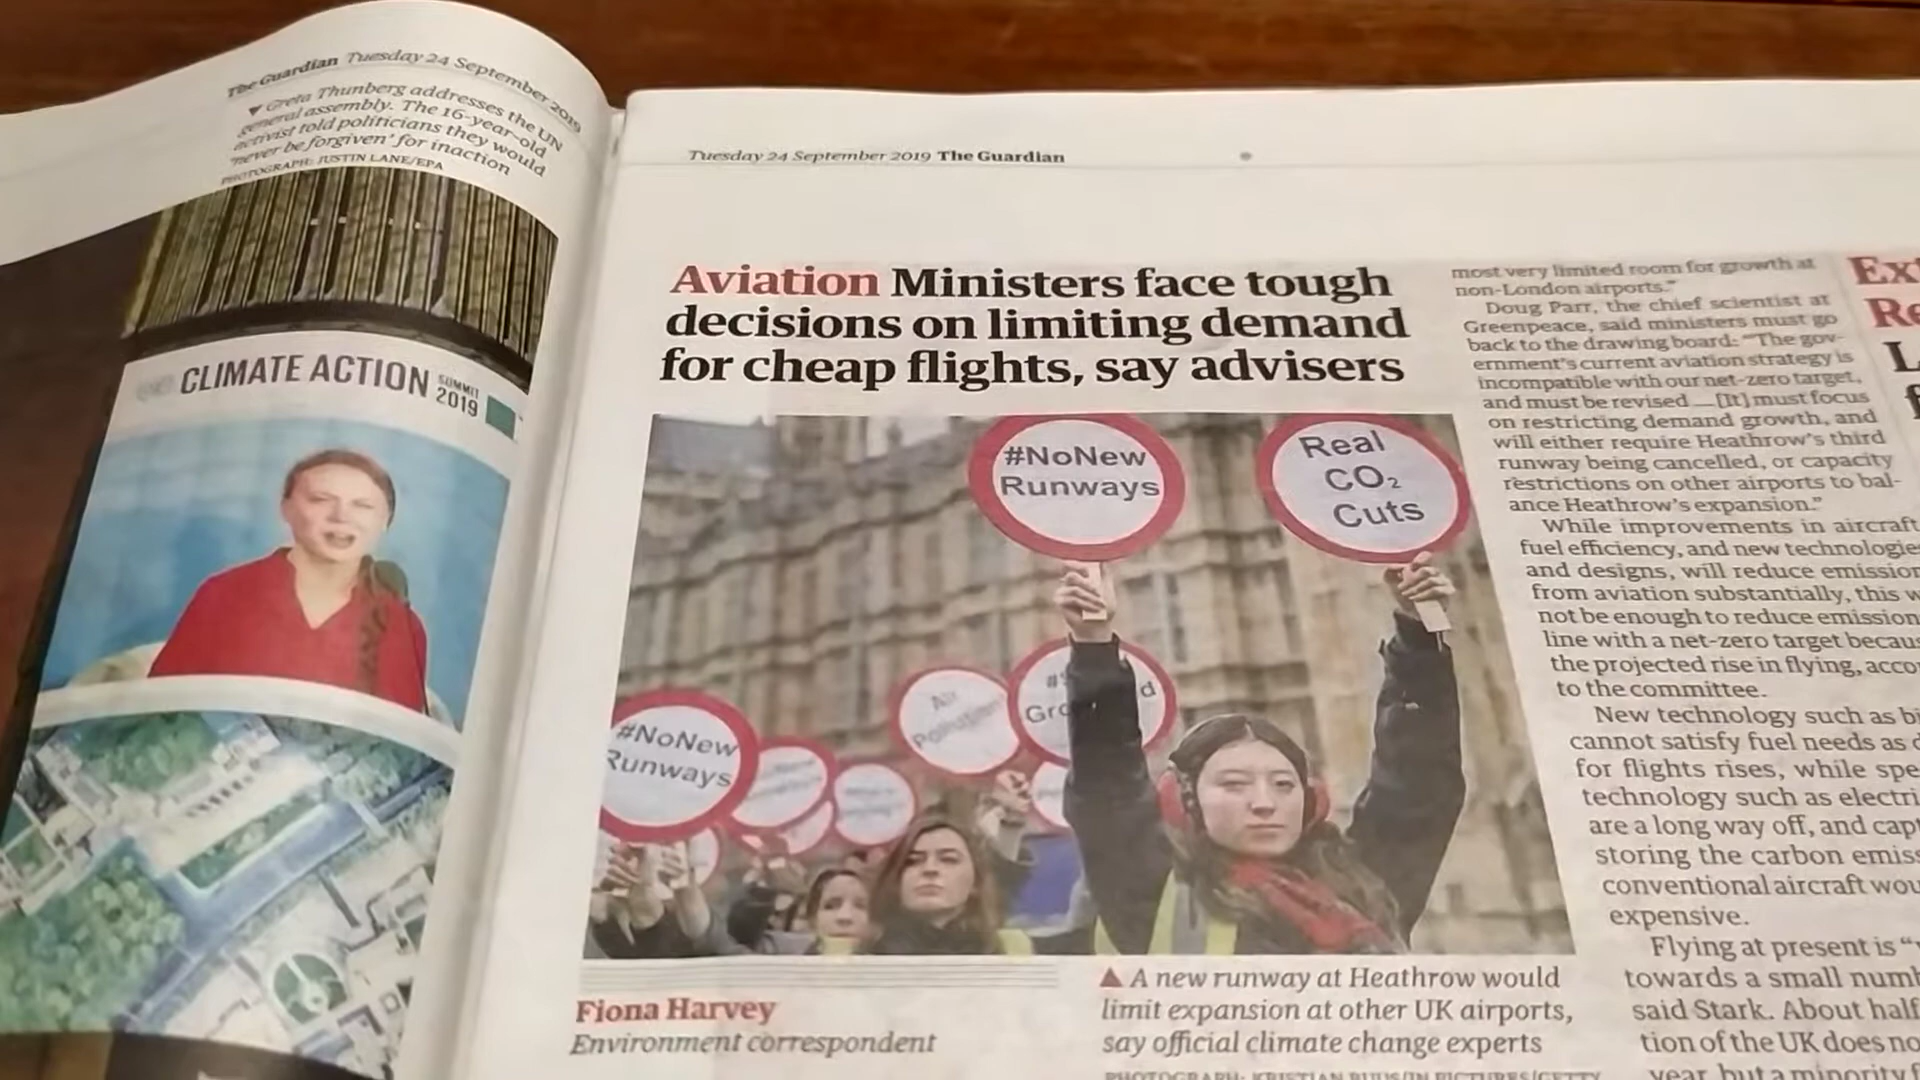 The Guardian Tuesday 24 September 2019
▼ Greta Thunberg addresses the UN
general assembly. The 16-year-old
activist told politicians they would
'never be forgiven' for inaction
PHOTOGRAPH: JUSTIN LANE/EPA
CLIMATE ACTION SUMMIT
2019
Tuesday 24 September 2019 The Guardian
Aviation Ministers face tough
decisions on limiting demand
for cheap flights, say advisers
#NoNew
Runways
Real
CO₂
Cuts
#NoNew
Runways
Air
Pollution
Fiona Harvey
Environment correspondent
▲ A new runway at Heathrow would
limit expansion at other UK airports,
say official climate change experts
PHOTOGRAPH:
most very limited room for growth at
non-London airports."
Doug Parr, the chief scientist at
Greenpeace, said ministers must go
back to the drawing board: "The gov-
ernment's current aviation strategy is
incompatible with our net-zero target,
and must be revised … [It] must focus
on restricting demand growth, and
will either require Heathrow's third
runway being cancelled, or capacity
restrictions on other airports to bal-
ance Heathrow's expansion."
While improvements in aircraft
fuel efficiency, and new technologie
and designs, will reduce emission
from aviation substantially, this w
not be enough to reduce emission
line with a net-zero target becau
the projected rise in flying, acco
to the committee.
New technology such as bi
cannot satisfy fuel needs as d
for flights rises, while spe
technology such as electri
are a long way off, and cap
storing the carbon emis
conventional aircraft wou
expensive.
Flying at present is "
towards a small numb
said Stark. About half
tion of the UK does no
year, but a minority f
Ex
Re
L
f